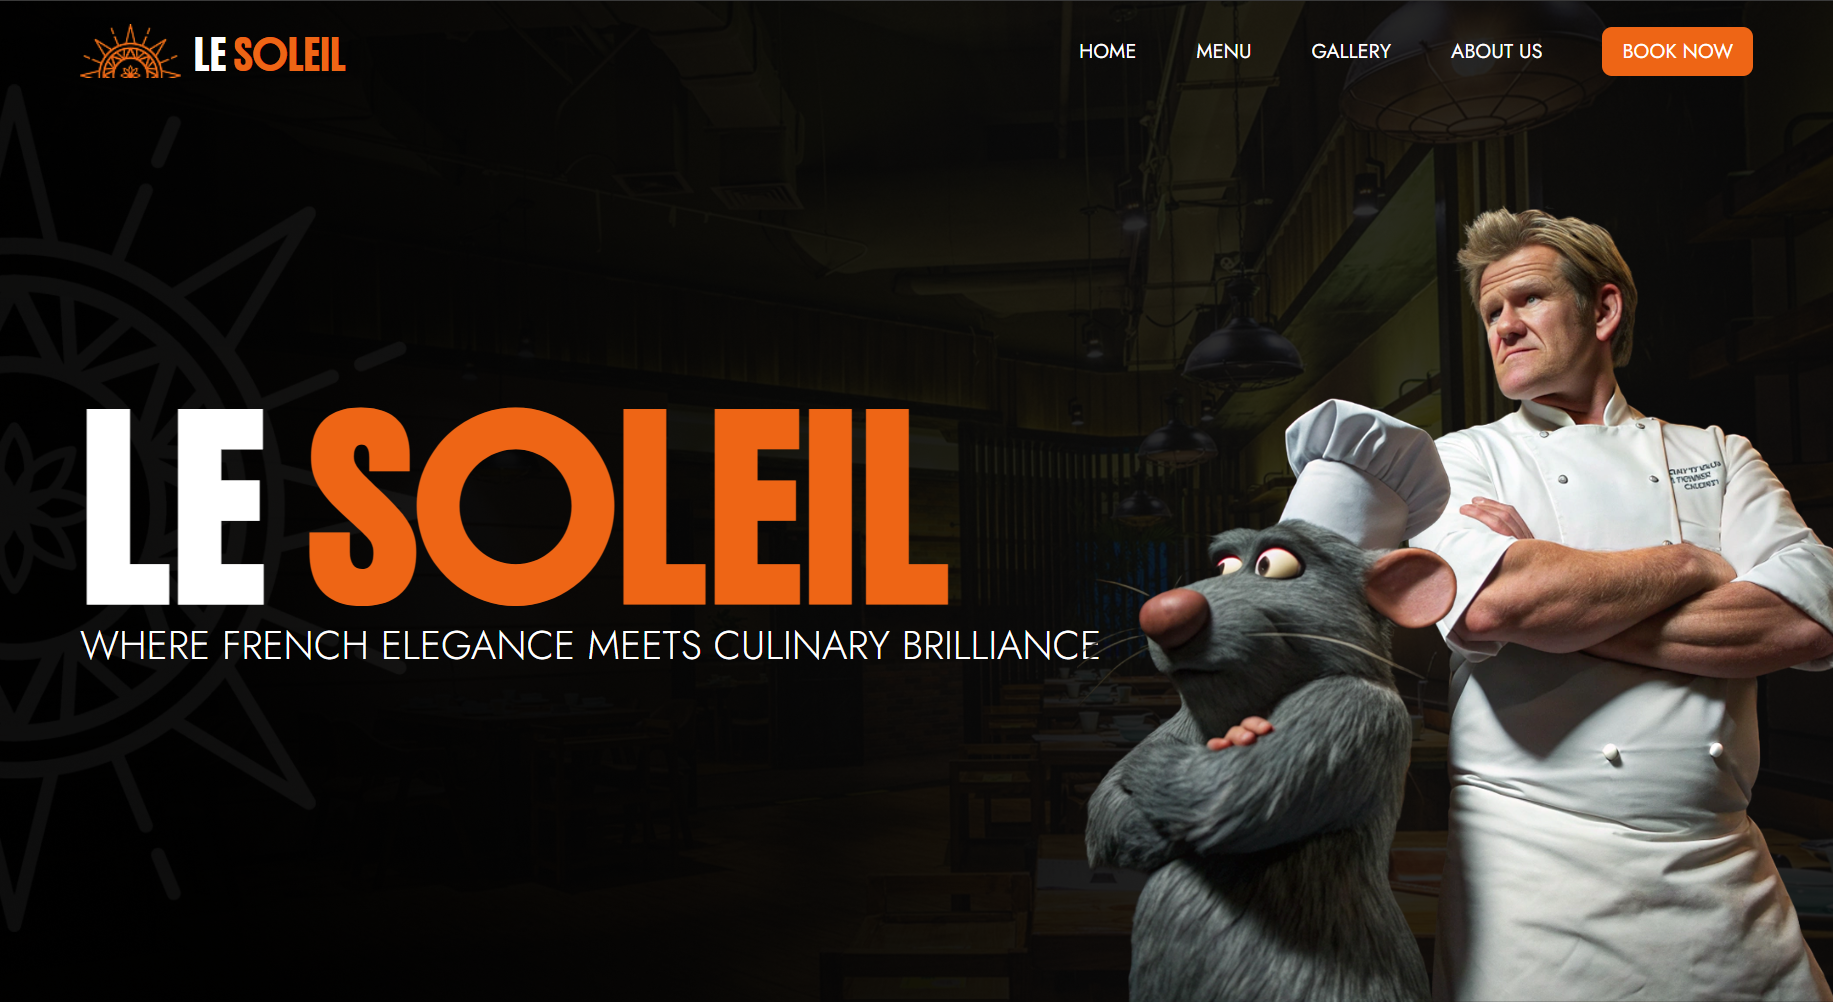 LE SOLEIL
HOME
MENU
GALLERY
ABOUT US
BOOK NOW
LE SOLEIL
WHERE FRENCH ELEGANCE MEETS CULINARY BRILLIANCE